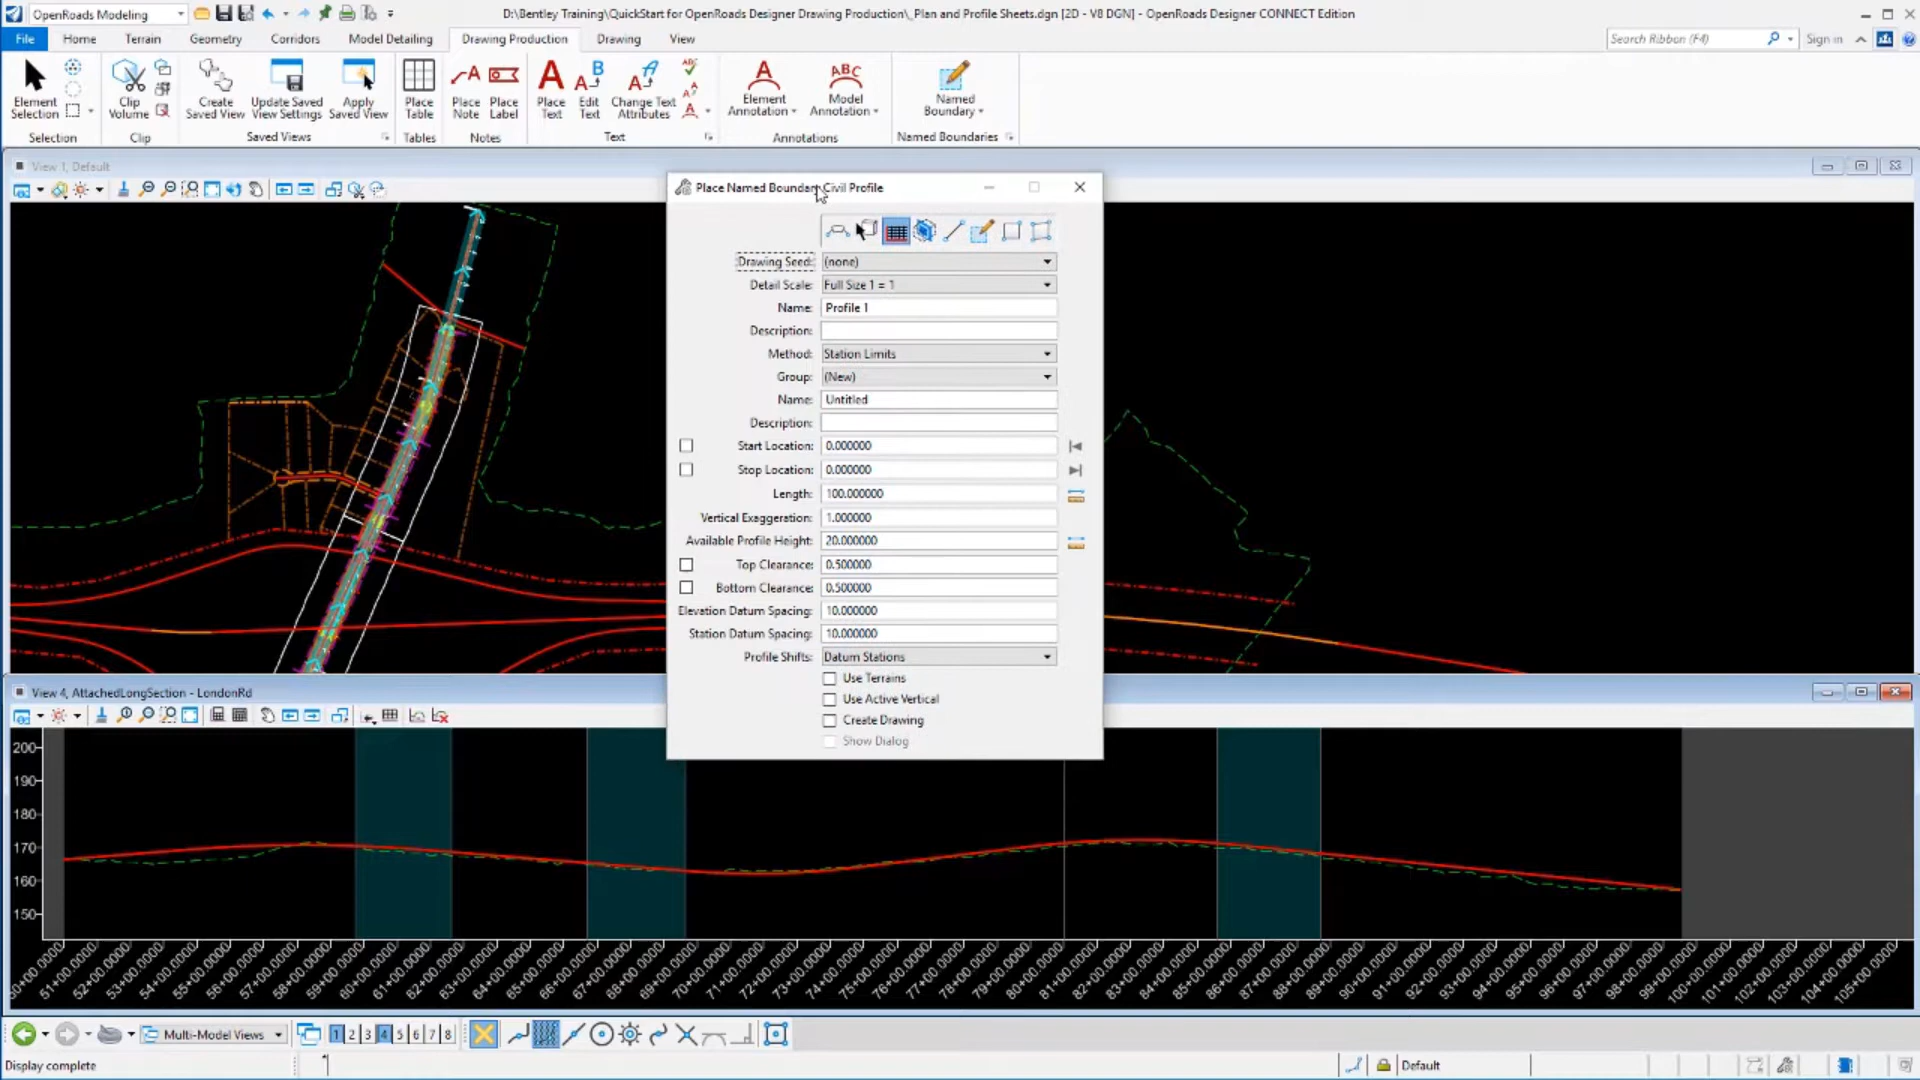 OpenRoads Modeling
D:\Bentley Training\QuickStart for OpenRoads Designer Drawing Production\_Plan and Profile Sheets.dgn [2D - V8 DGN] - OpenRoads Designer CONNECT Edition
File Home Terrain Geometry Corridors Model Detailing Drawing Production Drawing View
Search Ribbon (F4)
Sign in
Element Selection
Clip Volume
Create Saved View
Update Saved View Settings
Apply Saved View
Place Table
Place Note
Place Label
Place Text
Edit Text
Change Text Attributes
Element Annotation
Model Annotation
Named Boundary
Selection Clip Saved Views Tables Notes Text Annotations Named Boundaries
View 1, Default
Place Named Boundary Civil Profile
Drawing Seed: (none)
Detail Scale: Full Size 1 = 1
Name: Profile 1
Description:
Method: Station Limits
Group: (New)
Name: Untitled
Description:
Start Location: 0.000000
Stop Location: 0.000000
Length: 100.000000
Vertical Exaggeration: 1.000000
Available Profile Height: 20.000000
Top Clearance: 0.500000
Bottom Clearance: 0.500000
Elevation Datum Spacing: 10.000000
Station Datum Spacing: 10.000000
Profile Shifts: Datum Stations
Use Terrains
Use Active Vertical
Create Drawing
Show Dialog
View 4, AttachedLongSection - LondonRd
200
190
180
170
160
150
Multi-Model Views
1 2 3 4 5 6 7 8
Display complete
Default